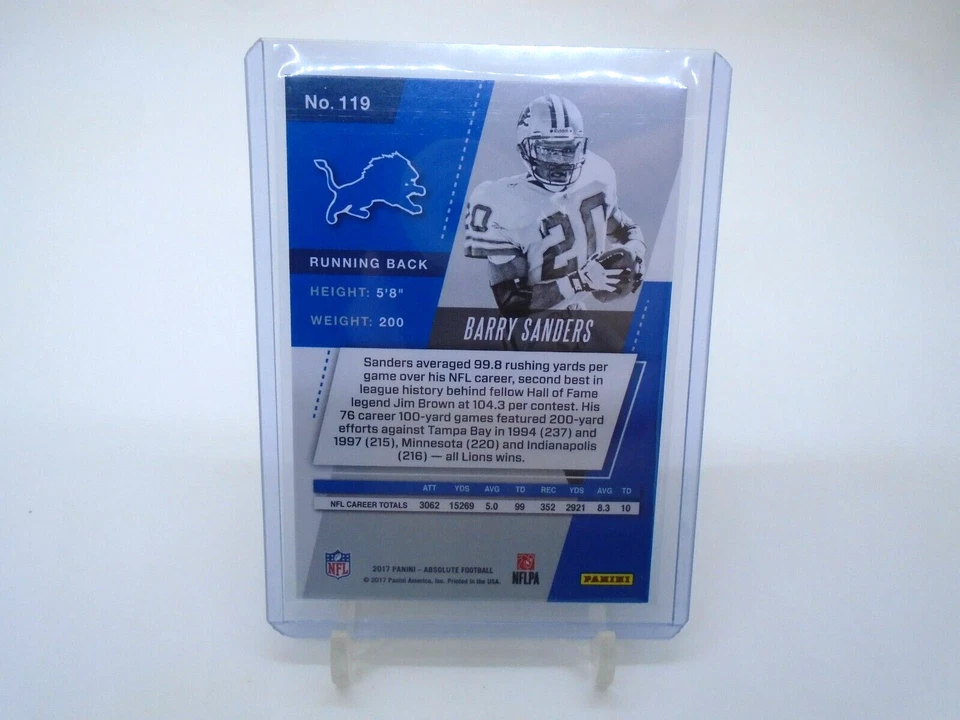 No. 119
20
20
RUNNING BACK
HEIGHT: 5'8"
WEIGHT: 200
BARRY SANDERS
Sanders averaged 99.8 rushing yards per
game over his NFL career, second best in
league history behind fellow Hall of Fame
legend Jim Brown at 104.3 per contest. His
76 career 100-yard games featured 200-yard
efforts against Tampa Bay in 1994 (237) and
1997 (215), Minnesota (220) and Indianapolis
(216) — all Lions wins.
ATT YDS AVG TD REC YDS AVG TD
NFL CAREER TOTALS 3062 15269 5.0 99 352 2921 8.3 10
NFL
2017 PANINI – ABSOLUTE FOOTBALL
© 2017 Panini America, Inc. Printed in the USA.
NFLPA
PANINI